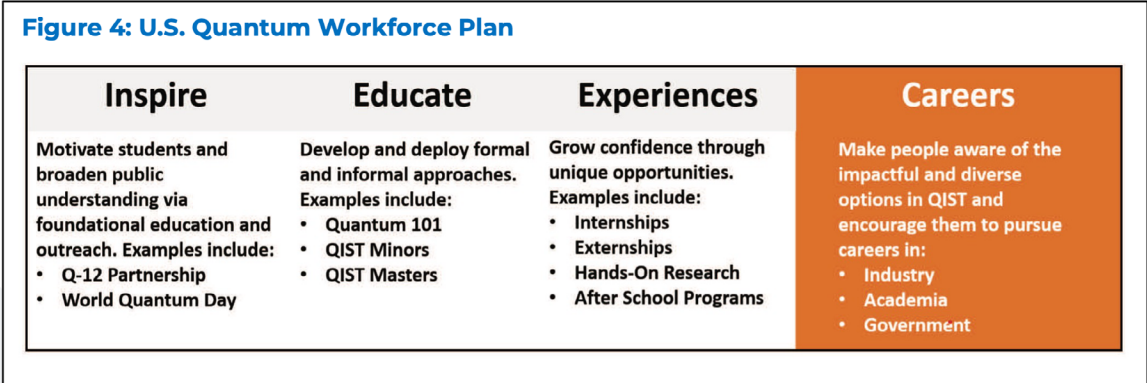 Figure 4: U.S. Quantum Workforce Plan
Inspire
Motivate students and
broaden public
understanding via
foundational education and
outreach. Examples include:
• Q-12 Partnership
• World Quantum Day
Educate
Develop and deploy formal
and informal approaches.
Examples include:
• Quantum 101
• QIST Minors
• QIST Masters
Experiences
Grow confidence through
unique opportunities.
Examples include:
• Internships
• Externships
• Hands-On Research
• After School Programs
Careers
Make people aware of the
impactful and diverse
options in QIST and
encourage them to pursue
careers in:
• Industry
• Academia
• Government